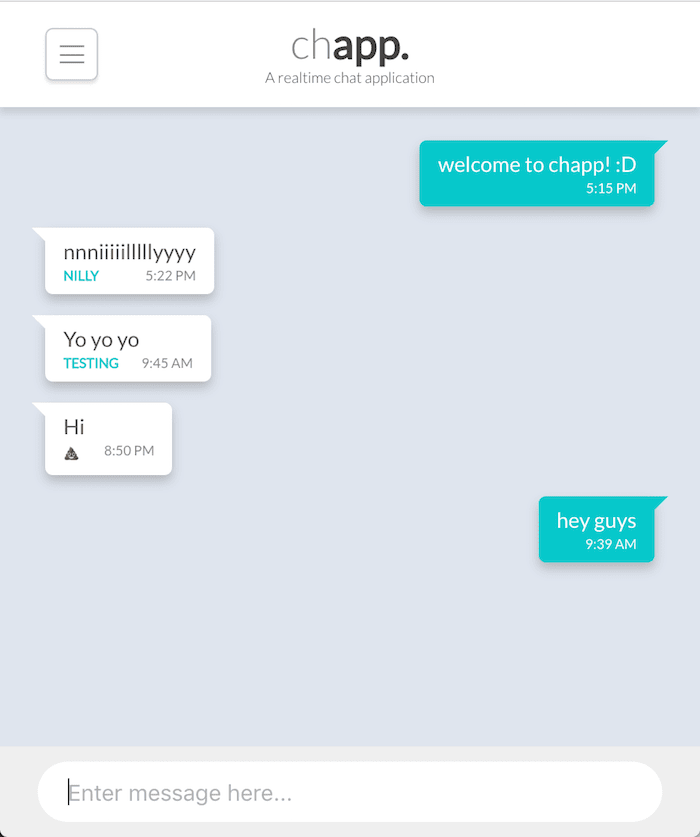 chapp.
A realtime chat application
welcome to chapp! :D
5:15 PM
nnniiiiilllllyyyy
NILLY 5:22 PM
Yo yo yo
TESTING 9:45 AM
Hi
💩 8:50 PM
hey guys
9:39 AM
Enter message here...